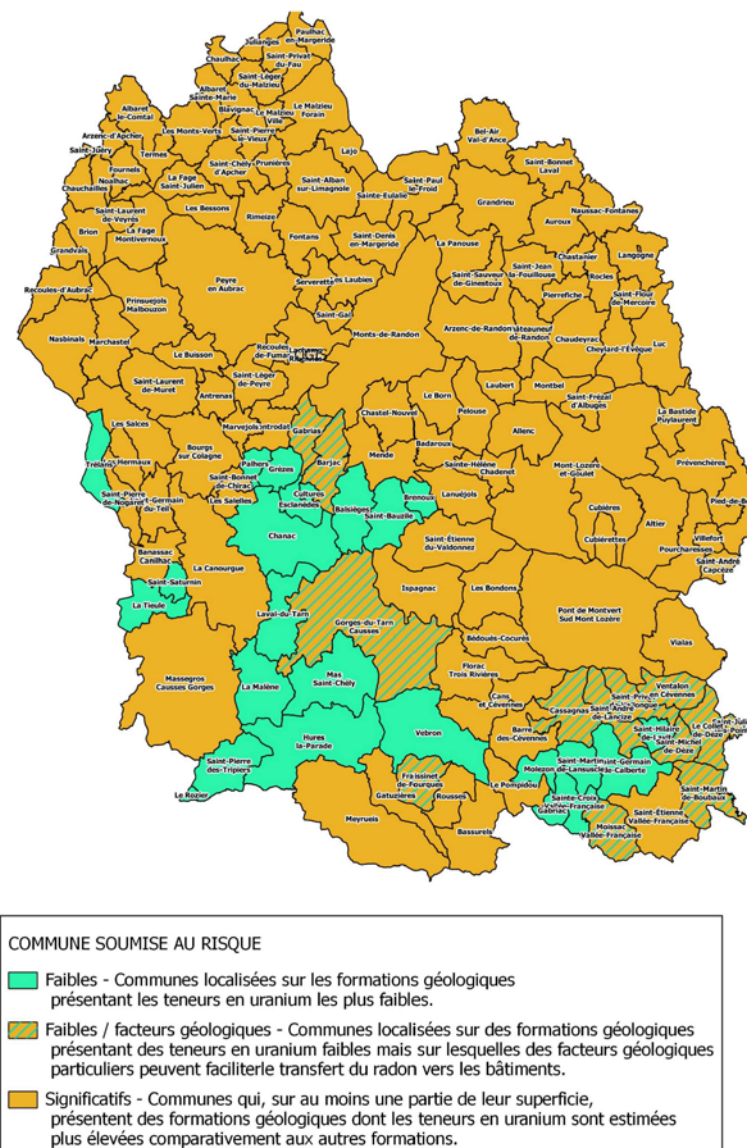 Paulhac
en-Margeride
Julianges
Saint-Privat
du-Fau
Chaulhac
Saint-Léger
du-Malzieu
Albaret
Sainte-Marie
Albaret
le-Comtal
Blavignac
Le Malzieu
Ville
Le Malzieu
Forain
Bel-Air
Val-d'Ance
Les Monts-Verts
Saint-Pierre
le-Vieux
Arzenc-d'Apcher
Saint-Juéry
Termes
Lajo
Saint-Bonnet
Laval
Fournels
Noalhac
La Fage
Saint-Julien
Saint-Chély
d'Apcher
Prunières
Saint-Alban
sur-Limagnole
Saint-Paul
le-Froid
Chauchailles
Sainte-Eulalie
Grandrieu
Les Bessons
Rimeize
Naussac-Fontanes
Saint-Laurent
de-Veyrès
Auroux
Brion
La Fage
Montivernoux
Fontans
Saint-Denis
en-Margeride
La Panouse
Grandvals
Chastanier
Langogne
Peyre
en Aubrac
Serverette
Les Laubies
Saint-Sauveur
de-Ginestoux
Saint-Jean
la-Fouillouse
Rocles
Recoules-d'Aubrac
Prinsuejols
Malbouzon
Pierrefiche
Saint-Flour
de-Mercoire
Saint-Gal
Nasbinals
Marchastel
Monts-de-Randon
Arzenc-de-Randon
de-Randon
Chaudeyrac
Cheylard-l'Évêque
Luc
Le Buisson
Recoules
de-Fumas
Saint-Laurent
de-Muret
Saint-Léger
de-Peyre
Antrenas
Laubert
Montbel
Le Born
Saint-Frézal
d'Albuges
Chastel-Nouvel
Pelouse
La Bastide
Puylaurent
Les Salces
Marvejols
Gabrias
Bourgs
sur Colagne
Badaroux
Allenc
Mende
Barjac
Prévenchères
Trélans
Palhers
Grèzes
Sainte-Hélène
Chadenet
Mont-Lozère
et-Goulet
Saint-Bonnet
de-Chirac
Saint-Pierre
de-Nogaret
du-Teil
Les Salelles
Cultures
Esclanèdes
Brenoux
Lanuéjols
Balsièges
Saint-Bauzile
Cubières
Altier
Villefort
Chanac
Saint-Étienne
du-Valdonnez
Cubiérettes
Pourcharesses
Banassac
Canilhac
La Canourgue
Saint-André
Capcèze
Saint-Saturnin
Ispagnac
Les Bondons
La Tieule
Laval-du-Tarn
Pont de Montvert
Sud Mont Lozère
Gorges-du-Tarn
Causses
Bédouès-Cocurès
Vialas
Massegros
Causses Gorges
Mas
Saint-Chély
Florac
Trois Rivières
La Malène
Cans
et Cévennes
Cassagnas
Ventalon
en Cévennes
Saint-André
de-Lancize
Hures
la-Parade
Vebron
Barre
des-Cévennes
Saint-Hilaire
Le Collet
de-Dèze
Saint-Michel
de-Dèze
Saint-Pierre
des-Tripiers
Fraissinet
de-Fourques
Molezon
de-Calberte
Le Rozier
Gatuzières
Rousses
Le Pompidou
Sainte-Croix
Vallée-Française
Gabriac
Saint-Martin
de-Boubaux
Meyrueis
Bassurels
Moissac
Vallée-Française
Saint-Étienne
Vallée-Française
COMMUNE SOUMISE AU RISQUE
Faibles - Communes localisées sur les formations géologiques
présentant les teneurs en uranium les plus faibles.
Faibles / facteurs géologiques - Communes localisées sur des formations géologiques
présentant des teneurs en uranium faibles mais sur lesquelles des facteurs géologiques
particuliers peuvent faciliterle transfert du radon vers les bâtiments.
Significatifs - Communes qui, sur au moins une partie de leur superficie,
présentent des formations géologiques dont les teneurs en uranium sont estimées
plus élevées comparativement aux autres formations.